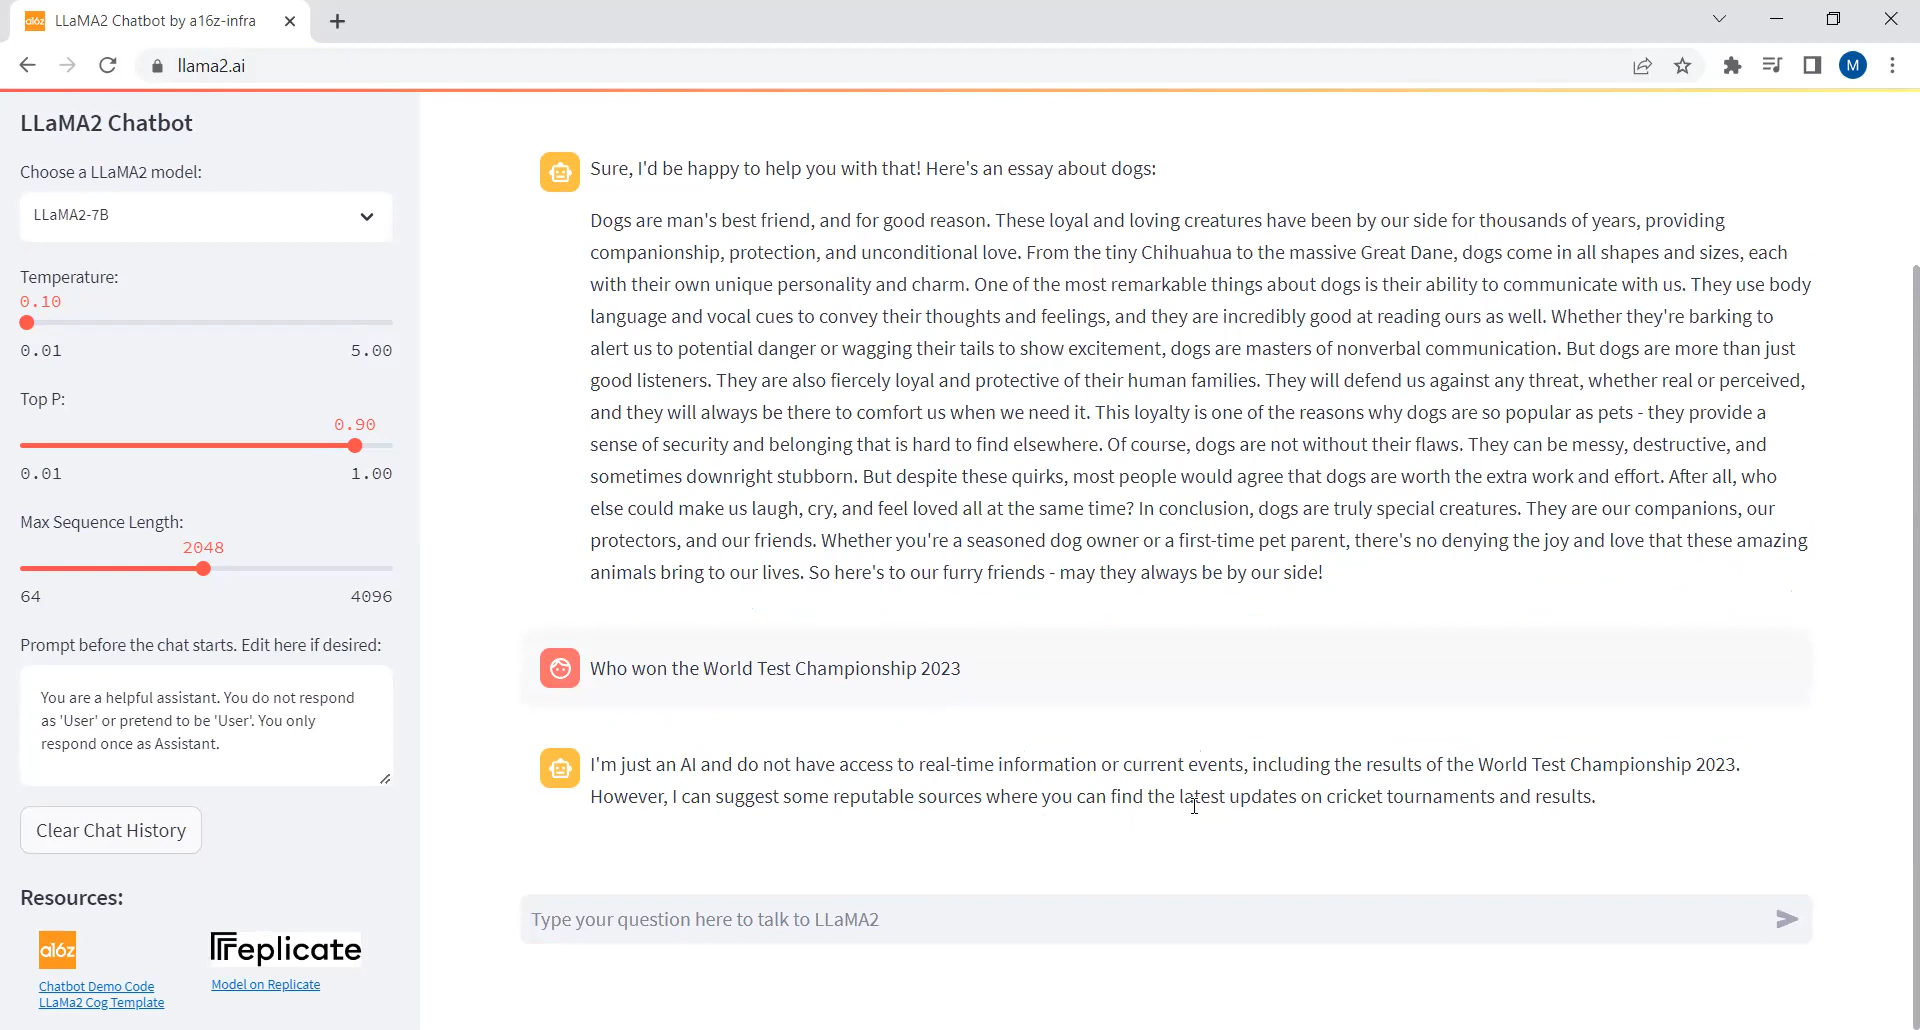 a16z LLaMA2 Chatbot by a16z-infra
llama2.ai
M
LLaMA2 Chatbot
Choose a LLaMA2 model:
LLaMA2-7B
Temperature:
0.10
0.01 5.00
Top P:
0.90
0.01 1.00
Max Sequence Length:
2048
64 4096
Prompt before the chat starts. Edit here if desired:
You are a helpful assistant. You do not respond
as 'User' or pretend to be 'User'. You only
respond once as Assistant.
Clear Chat History
Resources:
a16z
replicate
Chatbot Demo Code
LLaMa2 Cog Template
Model on Replicate
Sure, I'd be happy to help you with that! Here's an essay about dogs:
Dogs are man's best friend, and for good reason. These loyal and loving creatures have been by our side for thousands of years, providing
companionship, protection, and unconditional love. From the tiny Chihuahua to the massive Great Dane, dogs come in all shapes and sizes, each
with their own unique personality and charm. One of the most remarkable things about dogs is their ability to communicate with us. They use body
language and vocal cues to convey their thoughts and feelings, and they are incredibly good at reading ours as well. Whether they're barking to
alert us to potential danger or wagging their tails to show excitement, dogs are masters of nonverbal communication. But dogs are more than just
good listeners. They are also fiercely loyal and protective of their human families. They will defend us against any threat, whether real or perceived,
and they will always be there to comfort us when we need it. This loyalty is one of the reasons why dogs are so popular as pets - they provide a
sense of security and belonging that is hard to find elsewhere. Of course, dogs are not without their flaws. They can be messy, destructive, and
sometimes downright stubborn. But despite these quirks, most people would agree that dogs are worth the extra work and effort. After all, who
else could make us laugh, cry, and feel loved all at the same time? In conclusion, dogs are truly special creatures. They are our companions, our
protectors, and our friends. Whether you're a seasoned dog owner or a first-time pet parent, there's no denying the joy and love that these amazing
animals bring to our lives. So here's to our furry friends - may they always be by our side!
Who won the World Test Championship 2023
I'm just an AI and do not have access to real-time information or current events, including the results of the World Test Championship 2023.
However, I can suggest some reputable sources where you can find the latest updates on cricket tournaments and results.
Type your question here to talk to LLaMA2